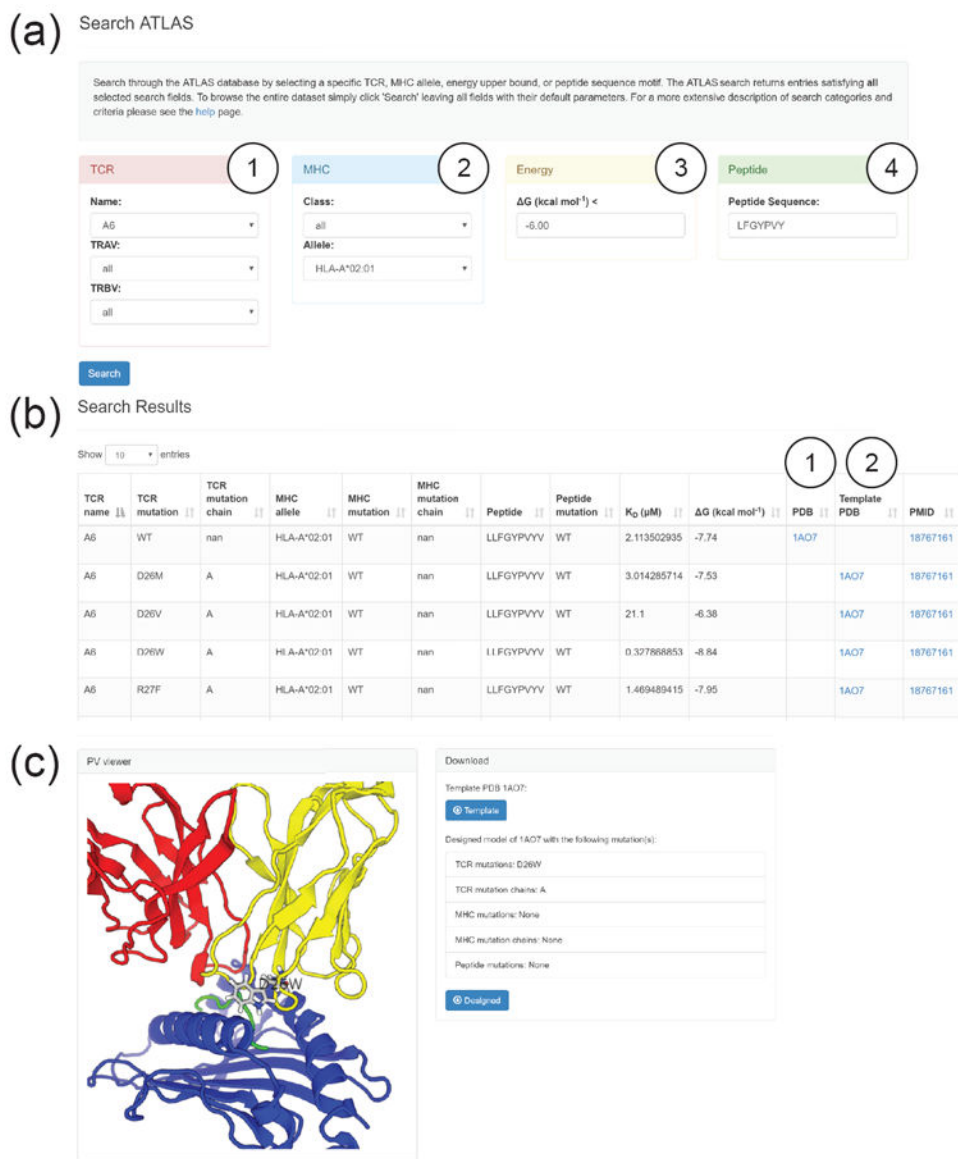 (a)
Search ATLAS
Search through the ATLAS database by selecting a specific TCR, MHC allele, energy upper bound, or peptide sequence motif. The ATLAS search returns entries satisfying all
selected search fields. To browse the entire dataset simply click 'Search' leaving all fields with their default parameters. For a more extensive description of search categories and
criteria please see the help page.
TCR 1 MHC 2 Energy 3 Peptide 4
Name: Class: ΔG (kcal mol⁻¹) < Peptide Sequence:
A6 all -6.00 LFGYPVY
TRAV: Allele:
all HLA-A*02:01
TRBV:
all
Search
(b)
Search Results
Show 10 entries
1 2
TCR name TCR mutation TCR mutation chain MHC allele MHC mutation MHC mutation chain Peptide Peptide mutation K_D (μM) ΔG (kcal mol⁻¹) PDB Template PDB PMID
A6 WT nan HLA-A*02:01 WT nan LLFGYPVYV WT 2.113502935 -7.74 1AO7 18767161
A6 D26M A HLA-A*02:01 WT nan LLFGYPVYV WT 3.014285714 -7.53 1AO7 18767161
A6 D26V A HLA-A*02:01 WT nan LLFGYPVYV WT 21.1 -6.38 1AO7 18767161
A6 D26W A HLA-A*02:01 WT nan LLFGYPVYV WT 0.327868853 -8.84 1AO7 18767161
A6 R27F A HLA-A*02:01 WT nan LLFGYPVYV WT 1.469489415 -7.95 1AO7 18767161
(c)
PV viewer
D26W
Download
Template PDB 1AO7:
Template
Designed model of 1AO7 with the following mutation(s):
TCR mutations: D26W
TCR mutation chains: A
MHC mutations: None
MHC mutation chains: None
Peptide mutations: None
Designed